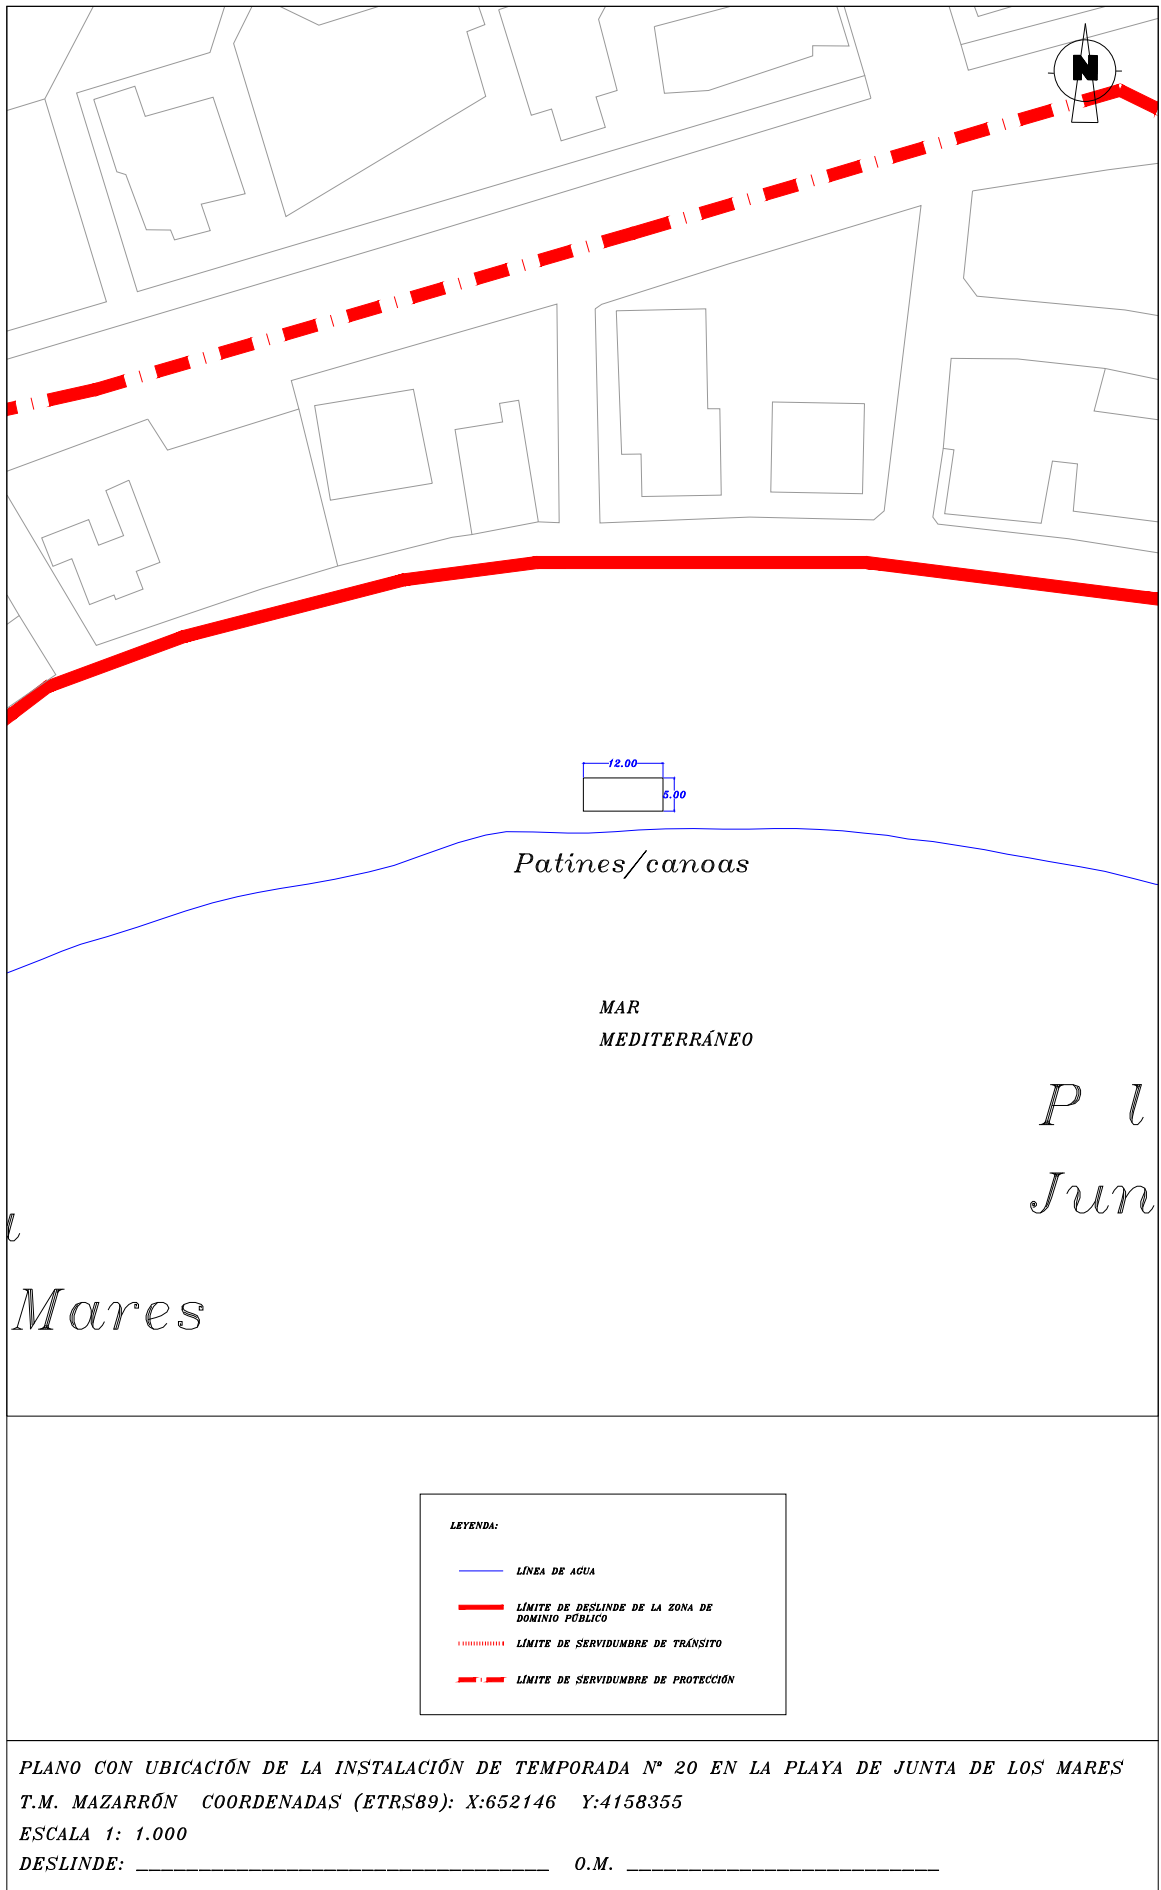 N
12.00
5.00
Patines/canoas
MAR
MEDITERRÁNEO
P l
Jun
a
Mares
LEYENDA:
LÍNEA DE AGUA
LÍMITE DE DESLINDE DE LA ZONA DE
DOMINIO PÚBLICO
LÍMITE DE SERVIDUMBRE DE TRÁNSITO
LÍMITE DE SERVIDUMBRE DE PROTECCIÓN
PLANO CON UBICACIÓN DE LA INSTALACIÓN DE TEMPORADA Nº 20 EN LA PLAYA DE JUNTA DE LOS MARES
T.M. MAZARRÓN COORDENADAS (ETRS89): X:652146 Y:4158355
ESCALA 1: 1.000
DESLINDE: _________________________________ O.M. _________________________